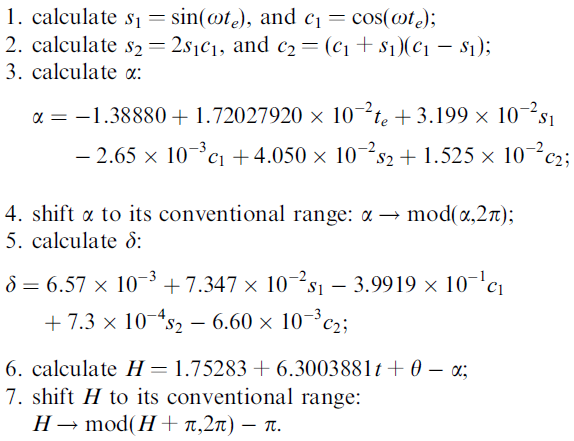 1. calculate s₁ = sin(ωtₑ), and c₁ = cos(ωtₑ);
2. calculate s₂ = 2s₁c₁, and c₂ = (c₁ + s₁)(c₁ − s₁);
3. calculate α:
α = −1.38880 + 1.72027920 × 10⁻²tₑ + 3.199 × 10⁻²s₁
− 2.65 × 10⁻³c₁ + 4.050 × 10⁻²s₂ + 1.525 × 10⁻²c₂;
4. shift α to its conventional range: α → mod(α,2π);
5. calculate δ:
δ = 6.57 × 10⁻³ + 7.347 × 10⁻²s₁ − 3.9919 × 10⁻¹c₁
+ 7.3 × 10⁻⁴s₂ − 6.60 × 10⁻³c₂;
6. calculate H = 1.75283 + 6.3003881t + θ − α;
7. shift H to its conventional range:
H → mod(H + π,2π) − π.